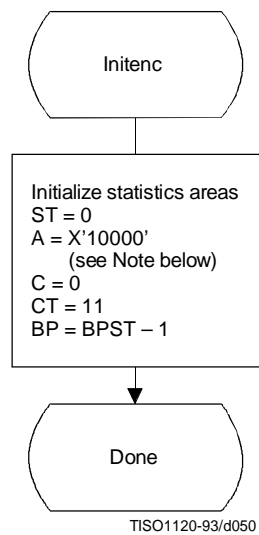 Initenc
Initialize statistics areas
ST = 0
A = X’10000’
(see Note below)
C = 0
CT = 11
BP = BPST – 1
Done
TISO1120-93/d050